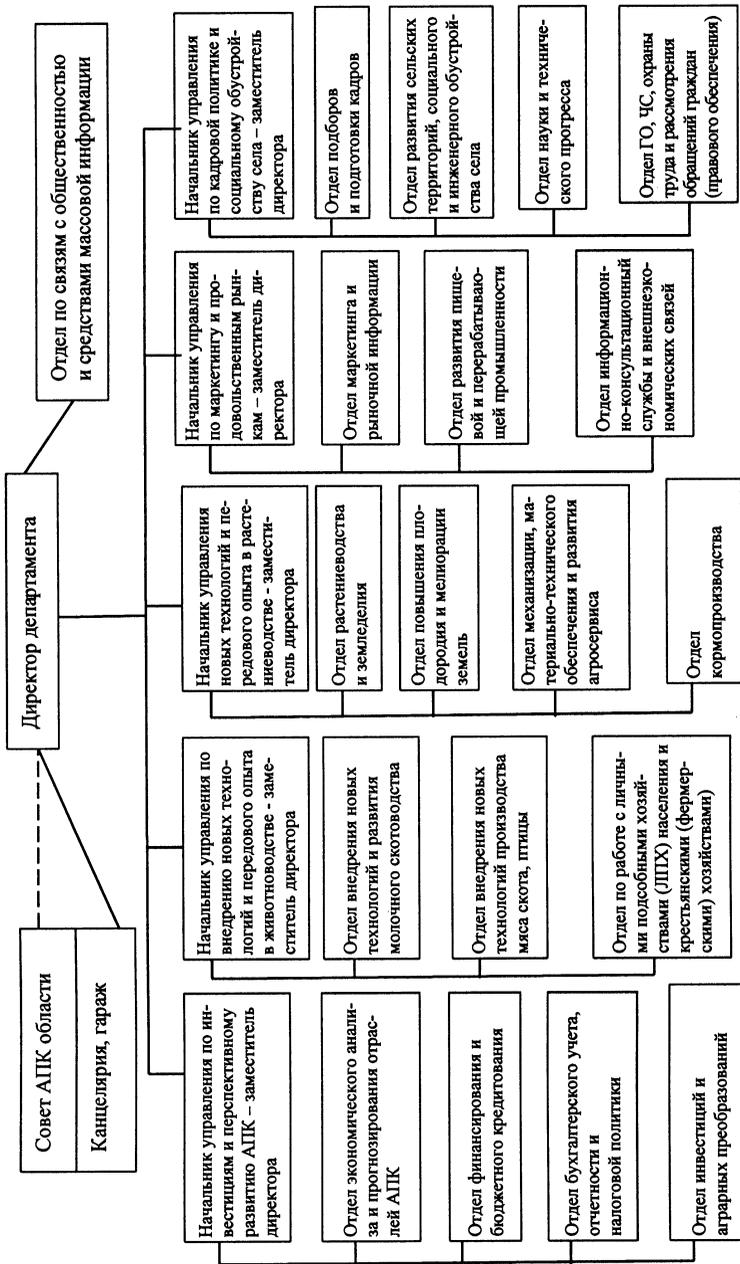 Совет АПК области
Канцелярия, гараж
Директор департамента
Отдел по связям с общественностью
и средствами массовой информации
Начальник управления по ин-
вестициям и перспективному
развитию АПК – заместитель
директора
Отдел экономического анали-
за и прогнозирования отрас-
лей АПК
Отдел финансирования и
бюджетного кредитования
Отдел бухгалтерского учета,
отчетности и
налоговой политики
Отдел инвестиций и
аграрных преобразований
Начальник управления по
внедрению новых техно-
логий и передового опыта
в животноводстве - заме-
ститель директора
Отдел внедрения новых
технологий и развития
молочного скотоводства
Отдел внедрения новых
технологий производства
мяса скота, птицы
Отдел по работе с личны-
ми подсобными хозяй-
ствами (ЛПХ) населения и
крестьянскими (фермер-
скими) хозяйствами)
Начальник управления
новых технологий и пе-
редового опыта в расте-
ниеводстве - замести-
тель директора
Отдел растениеводства
и земледелия
Отдел повышения пло-
дородия и мелиорации
земель
Отдел механизации, ма-
териально-технического
обеспечения и развития
агросервиса
Отдел
кормопроизводства
Начальник управления
по маркетингу и про-
довольственным рын-
кам – заместитель ди-
ректора
Отдел маркетинга и
рыночной информации
Отдел развития пище-
вой и перерабатываю-
щей промышленности
Отдел информацион-
но-консультационный
службы и внешнеэко-
номических связей
Начальник управления
по кадровой политике и
социальному обустрой-
ству села – заместитель
директора
Отдел подборов
и подготовки кадров
Отдел развития сельских
территорий, социального
и инженерного обустрой-
ства села
Отдел науки и техниче-
ского прогресса
Отдел ГО, ЧС, охраны
труда и рассмотрения
обращений граждан
(правового обеспечения)